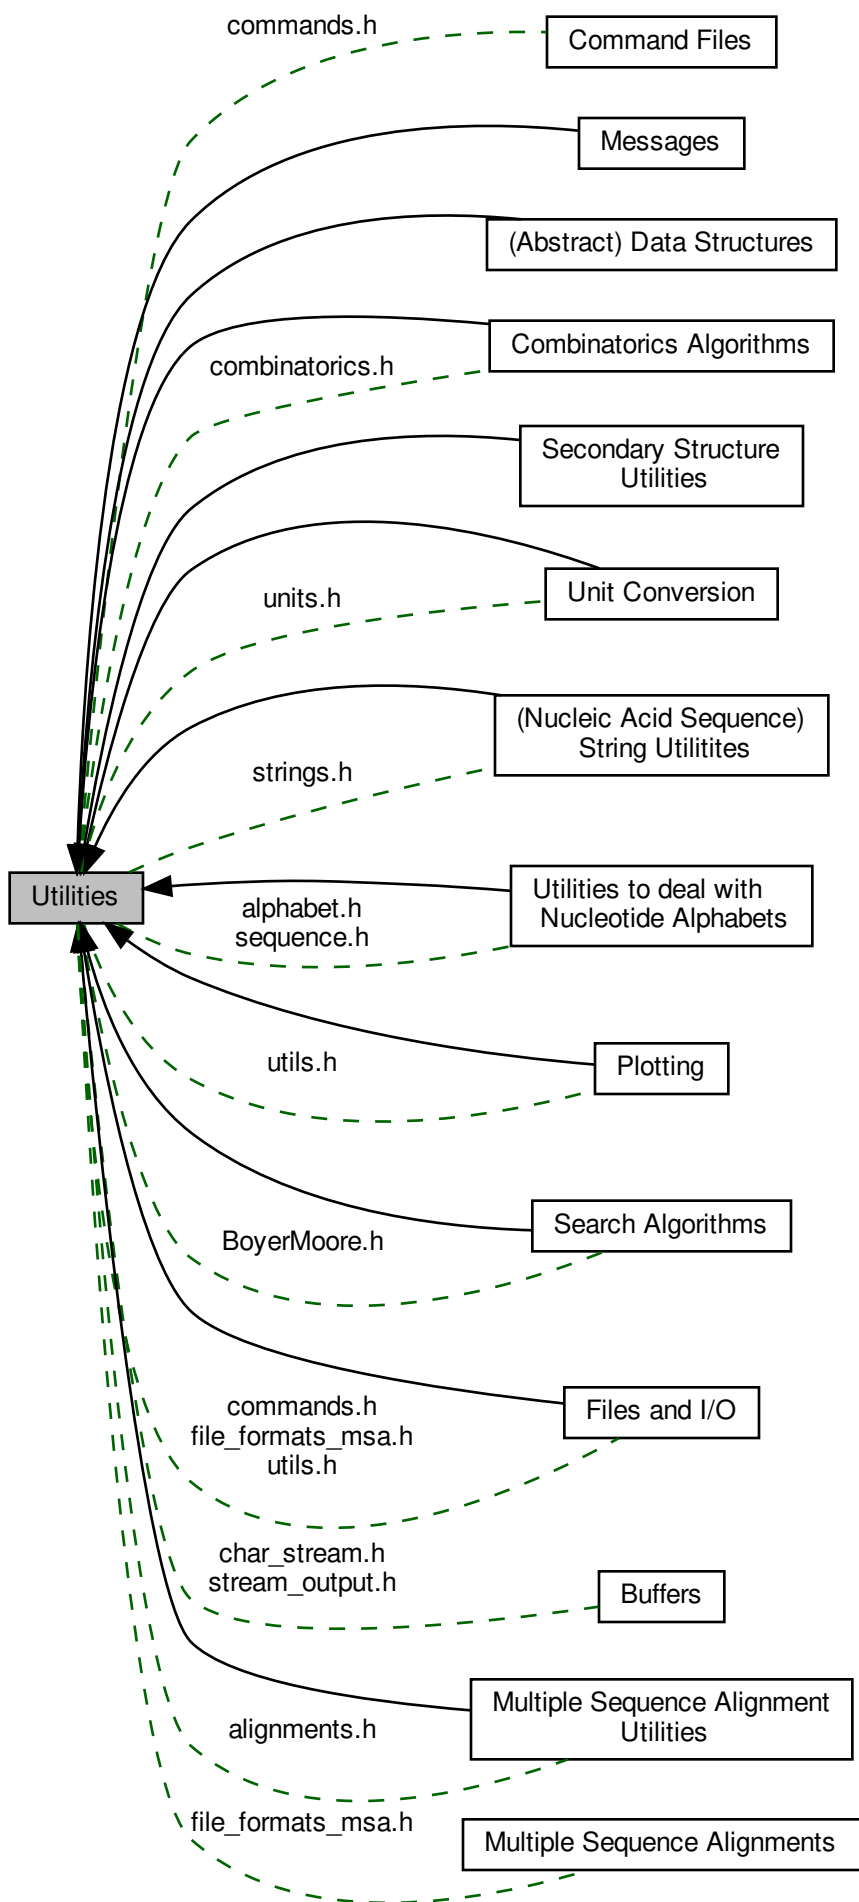 commands.h
Command Files
Messages
(Abstract) Data Structures
Combinatorics Algorithms
combinatorics.h
Secondary Structure
Utilities
Unit Conversion
units.h
(Nucleic Acid Sequence)
String Utilitites
strings.h
Utilities
Utilities to deal with
Nucleotide Alphabets
alphabet.h
sequence.h
Plotting
utils.h
Search Algorithms
BoyerMoore.h
Files and I/O
commands.h
file_formats_msa.h
utils.h
char_stream.h
stream_output.h
Buffers
Multiple Sequence Alignment
Utilities
alignments.h
file_formats_msa.h
Multiple Sequence Alignments